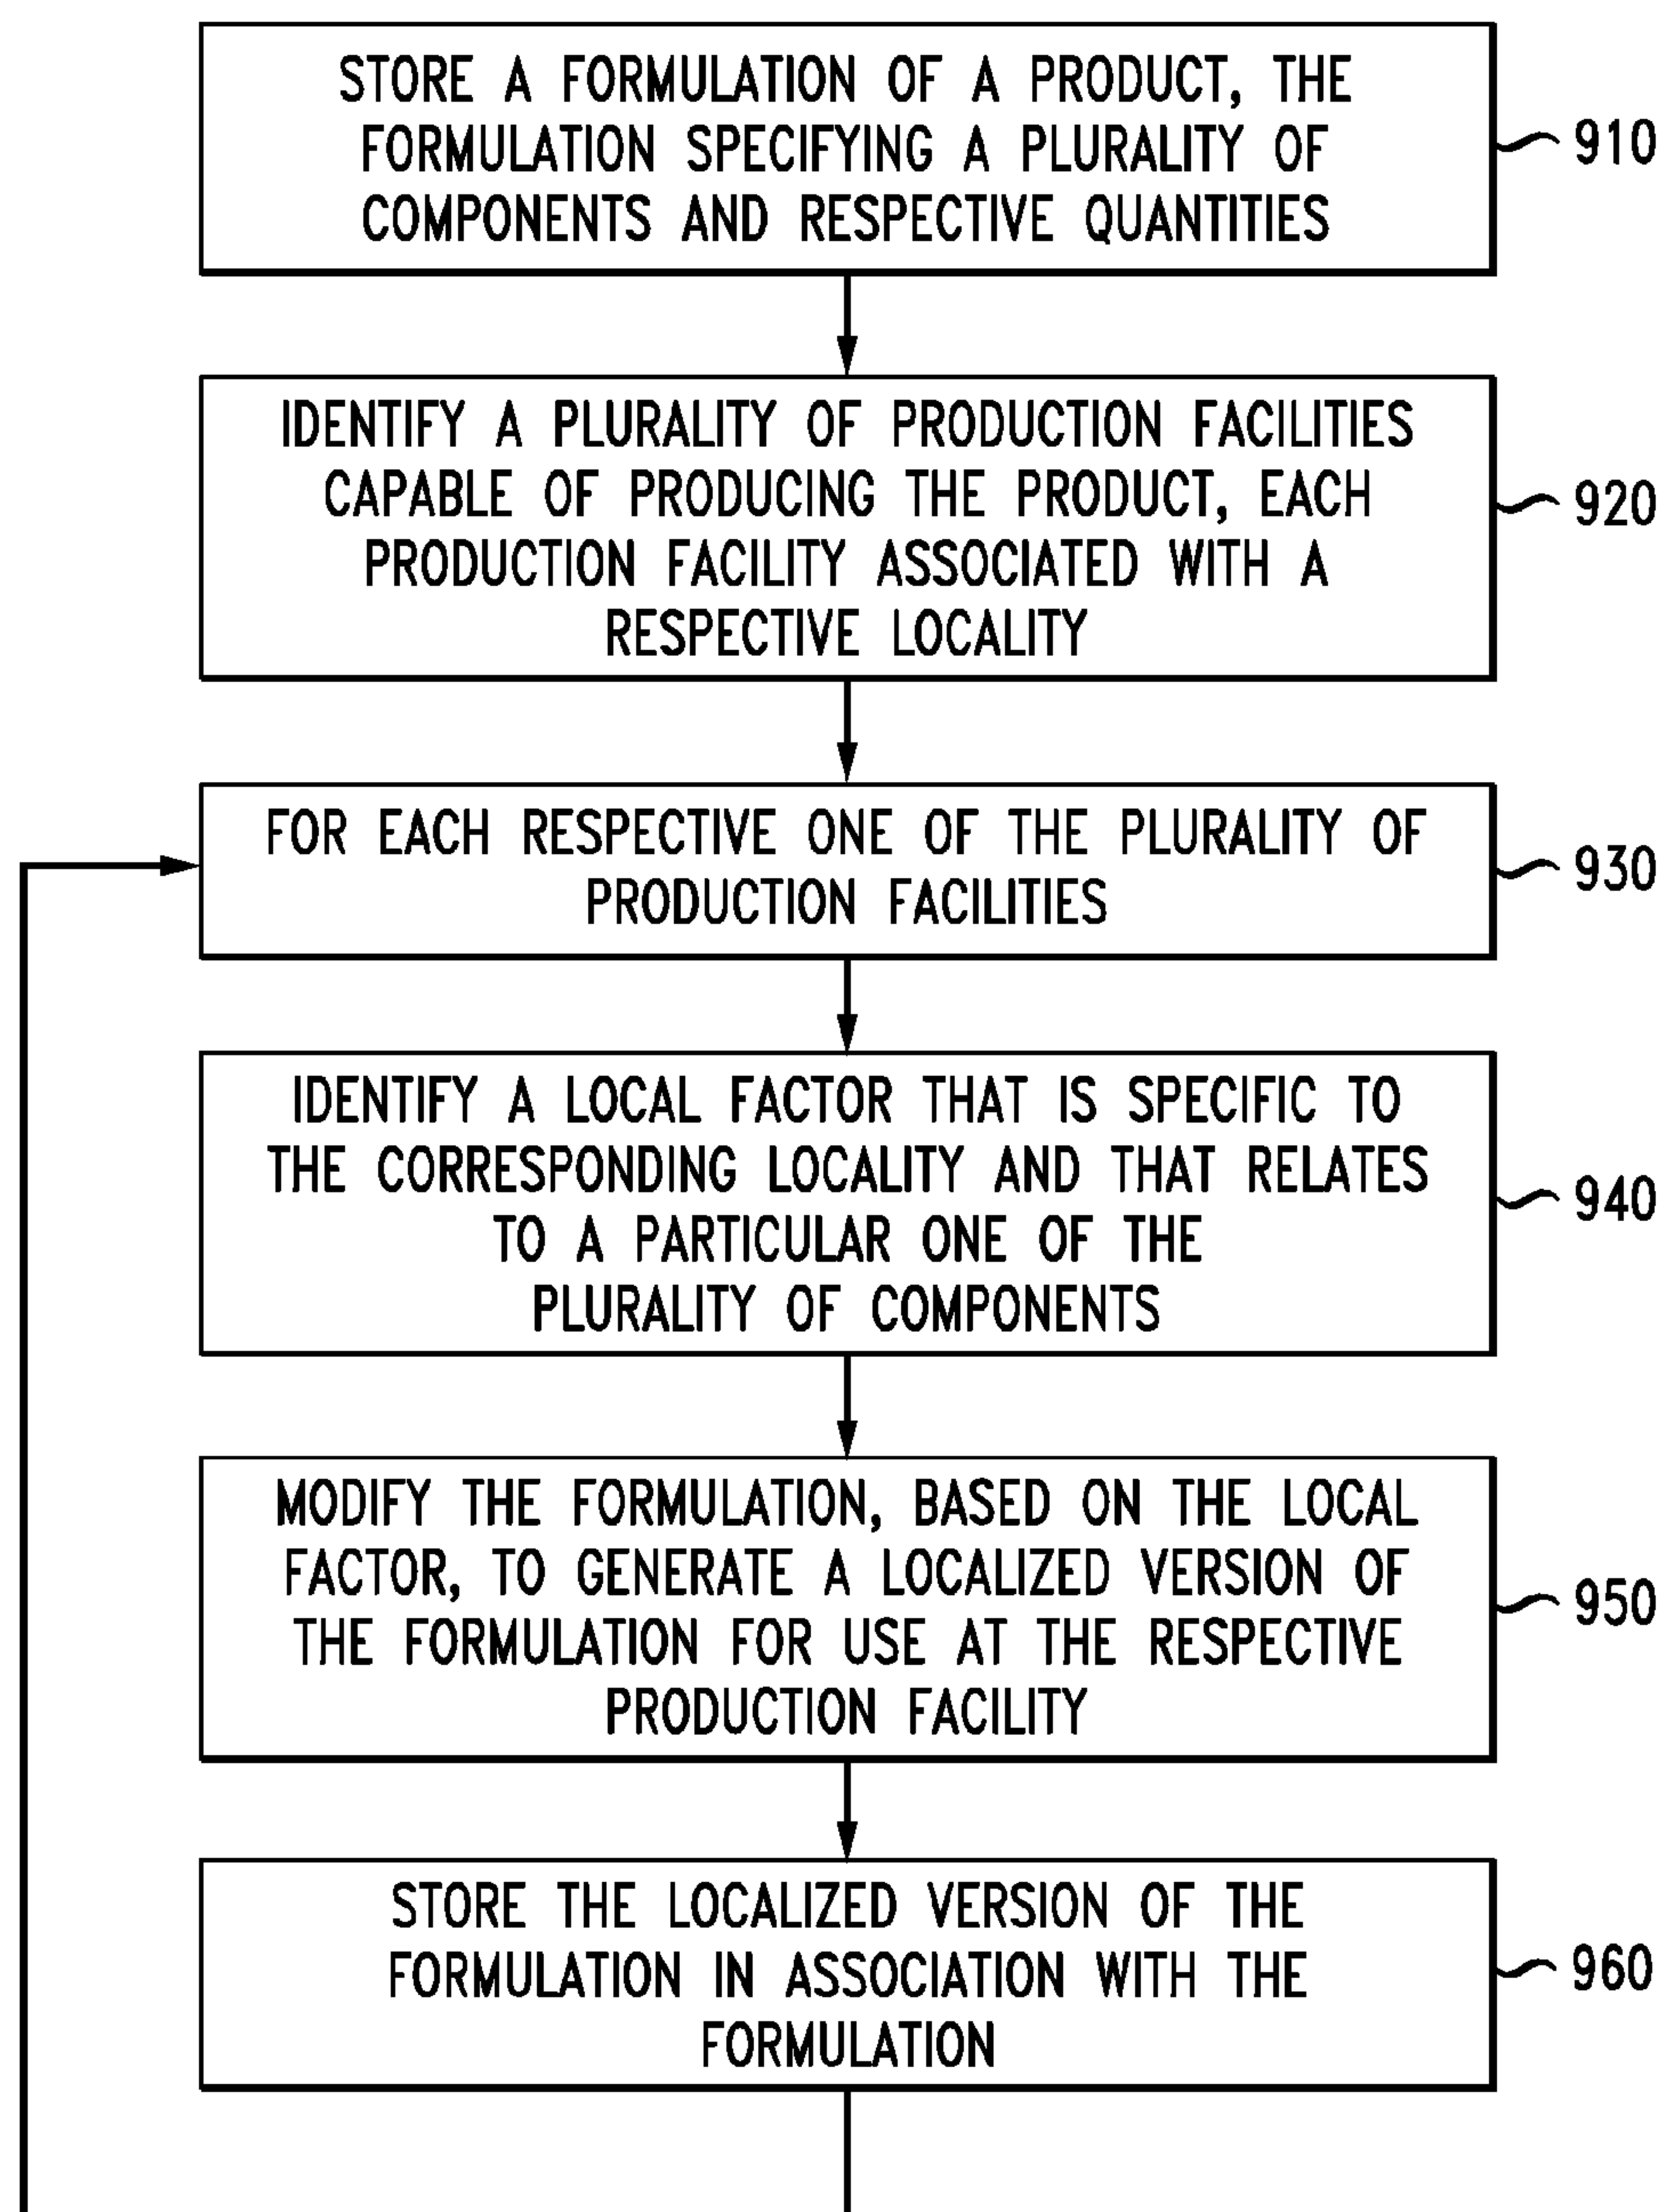 STORE A FORMULATION OF A PRODUCT, THE
FORMULATION SPECIFYING A PLURALITY OF
COMPONENTS AND RESPECTIVE QUANTITIES
910
IDENTIFY A PLURALITY OF PRODUCTION FACILITIES
CAPABLE OF PRODUCING THE PRODUCT, EACH
PRODUCTION FACILITY ASSOCIATED WITH A
RESPECTIVE LOCALITY
920
FOR EACH RESPECTIVE ONE OF THE PLURALITY OF
PRODUCTION FACILITIES
930
IDENTIFY A LOCAL FACTOR THAT IS SPECIFIC TO
THE CORRESPONDING LOCALITY AND THAT RELATES
TO A PARTICULAR ONE OF THE
PLURALITY OF COMPONENTS
940
MODIFY THE FORMULATION, BASED ON THE LOCAL
FACTOR, TO GENERATE A LOCALIZED VERSION OF
THE FORMULATION FOR USE AT THE RESPECTIVE
PRODUCTION FACILITY
950
STORE THE LOCALIZED VERSION OF THE
FORMULATION IN ASSOCIATION WITH THE
FORMULATION
960